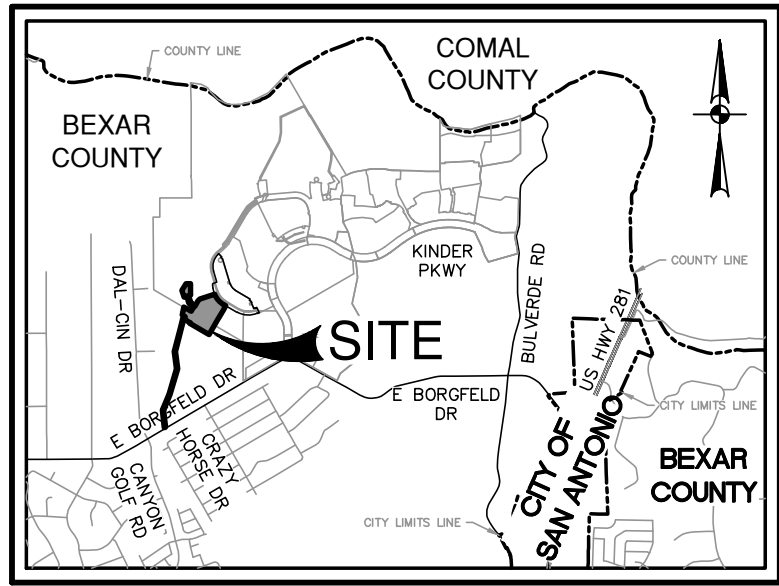 COUNTY LINE
COMAL
COUNTY
BEXAR
COUNTY
KINDER
PKWY
BULVERDE RD
COUNTY LINE
DAL-CIN DR
US HWY 281
SITE
E BORGFELD DR
E BORGFELD
DR
CITY LIMITS LINE
CRAZY
HORSE DR
CANYON
GOLF RD
CITY OF
SAN ANTONIO
BEXAR
COUNTY
CITY LIMITS LINE